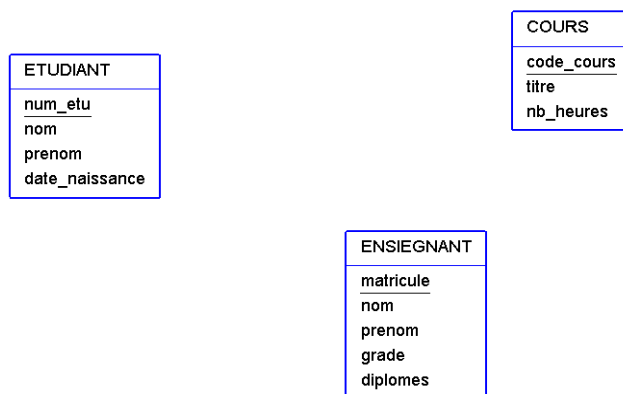 ETUDIANT
num_etu
nom
prenom
date_naissance
COURS
code_cours
titre
nb_heures
ENSIEGNANT
matricule
nom
prenom
grade
diplomes